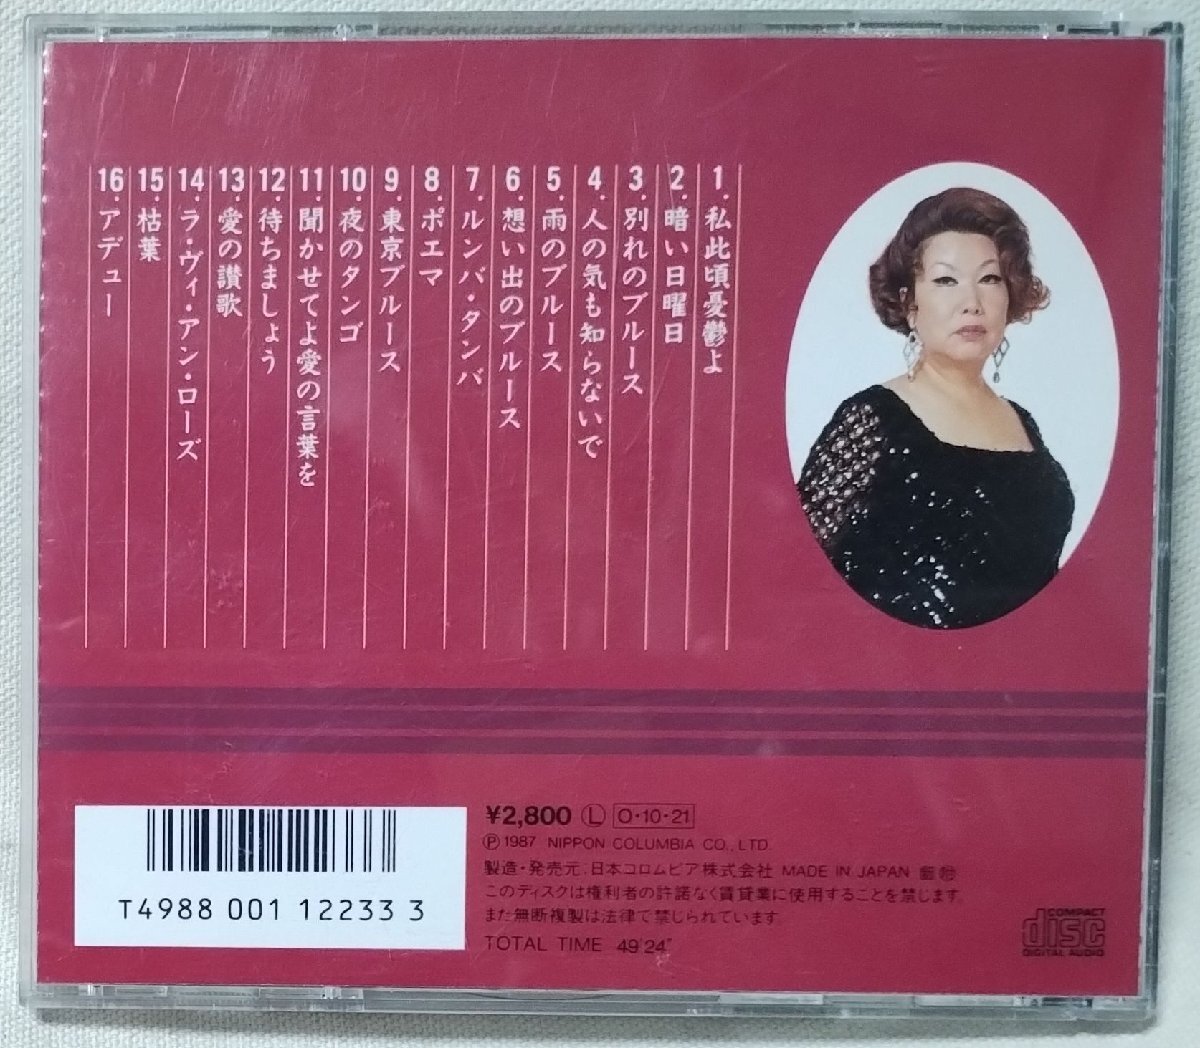 1.私此頃憂鬱よ
2.暗い日曜日
3.別れのブルース
4.人の気も知らないで
5.雨のブルース
6.想い出のブルース
7.ルンバ・タンバ
8.ポエマ
9.東京ブルース
10.夜のタンゴ
11.聞かせてよ愛の言葉を
12.待ちましょう
13.愛の讃歌
14.ラ・ヴィ・アン・ローズ
15.枯葉
16.アデュー
T4988 001 12233 3
¥2,800 Ⓛ O・10・21
Ⓟ1987 NIPPON COLUMBIA CO., LTD.
製造・発売元:日本コロムビア株式会社 MADE IN JAPAN
このディスクは権利者の許諾なく賃貸業に使用することを禁じます。
また無断複製は法律で禁じられています。
TOTAL TIME 49'24"
COMPACT
disc
DIGITAL AUDIO